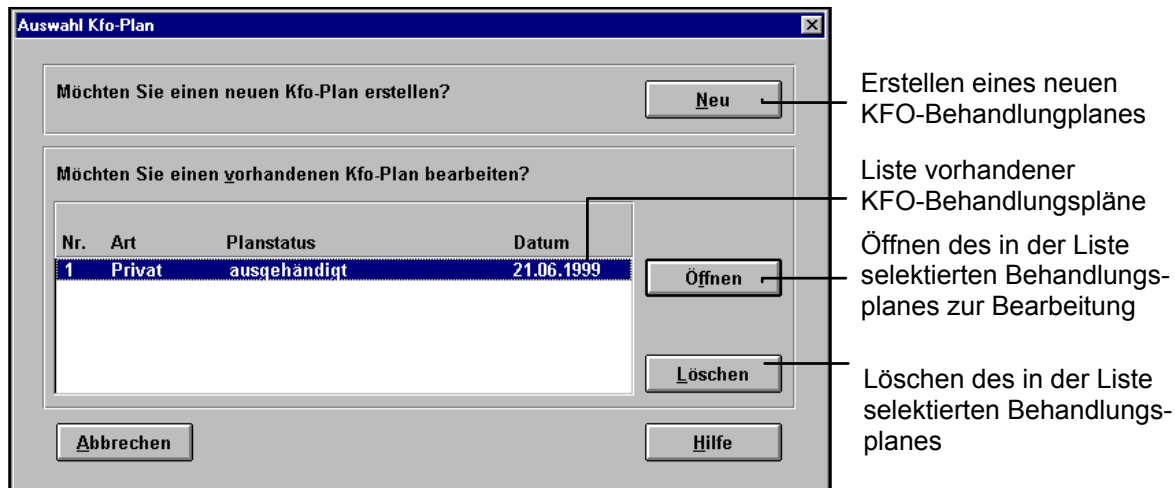 Auswahl Kfo-Plan
Möchten Sie einen neuen Kfo-Plan erstellen?
Neu
Erstellen eines neuen
KFO-Behandlungplanes
Möchten Sie einen vorhandenen Kfo-Plan bearbeiten?
Liste vorhandener
KFO-Behandlungspläne
Nr. Art Planstatus Datum
1 Privat ausgehändigt 21.06.1999
Öffnen
Öffnen des in der Liste
selektierten Behandlungs-
planes zur Bearbeitung
Löschen
Löschen des in der Liste
selektierten Behandlungs-
planes
Abbrechen
Hilfe